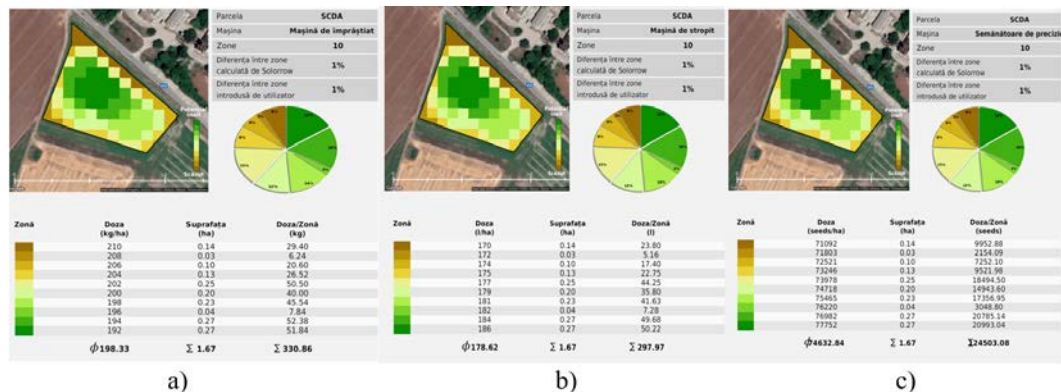 Parcela SCDA
Mașina Mașină de împrăștiat
Zone 10
Diferența între zone
calculată de Solorrow 1%
Diferența între zone
introdusă de utilizator 1%
Potențial
Scăzut
Zonă Doza Suprafața Doza/Zonă
(kg/ha) (ha) (kg)
210 0.14 29.40
208 0.03 6.24
206 0.10 20.60
204 0.13 26.52
202 0.25 50.50
200 0.20 40.00
198 0.23 45.54
196 0.04 7.84
194 0.27 52.38
192 0.27 51.84
ϕ198.33 Σ 1.67 Σ 330.86
a)
Parcela SCDA
Mașina Mașină de stropit
Zone 10
Diferența între zone
calculată de Solorrow 1%
Diferența între zone
introdusă de utilizator 1%
Zonă Doza Suprafața Doza/Zonă
(l/ha) (ha) (l)
170 0.14 23.80
172 0.03 5.16
174 0.10 17.40
175 0.13 22.75
177 0.25 44.25
179 0.20 35.80
181 0.23 41.63
182 0.04 7.28
184 0.27 49.68
186 0.27 50.22
ϕ178.62 Σ 1.67 Σ 297.97
b)
Parcela SCDA
Mașina Semănătoare de precizie
Zone 10
Diferența între zone
calculată de Solorrow 1%
Diferența între zone
introdusă de utilizator 1%
Zonă Doza Suprafața Doza/Zonă
(seeds/ha) (ha) (seeds)
71092 0.14 9952.88
71803 0.03 2154.09
72521 0.10 7252.10
73246 0.13 9521.98
73978 0.25 18494.50
74718 0.20 14943.60
75465 0.23 17356.95
76220 0.04 3048.80
76982 0.27 20785.14
77752 0.27 20993.04
ϕ74632.84 Σ 1.67 Σ124503.08
c)